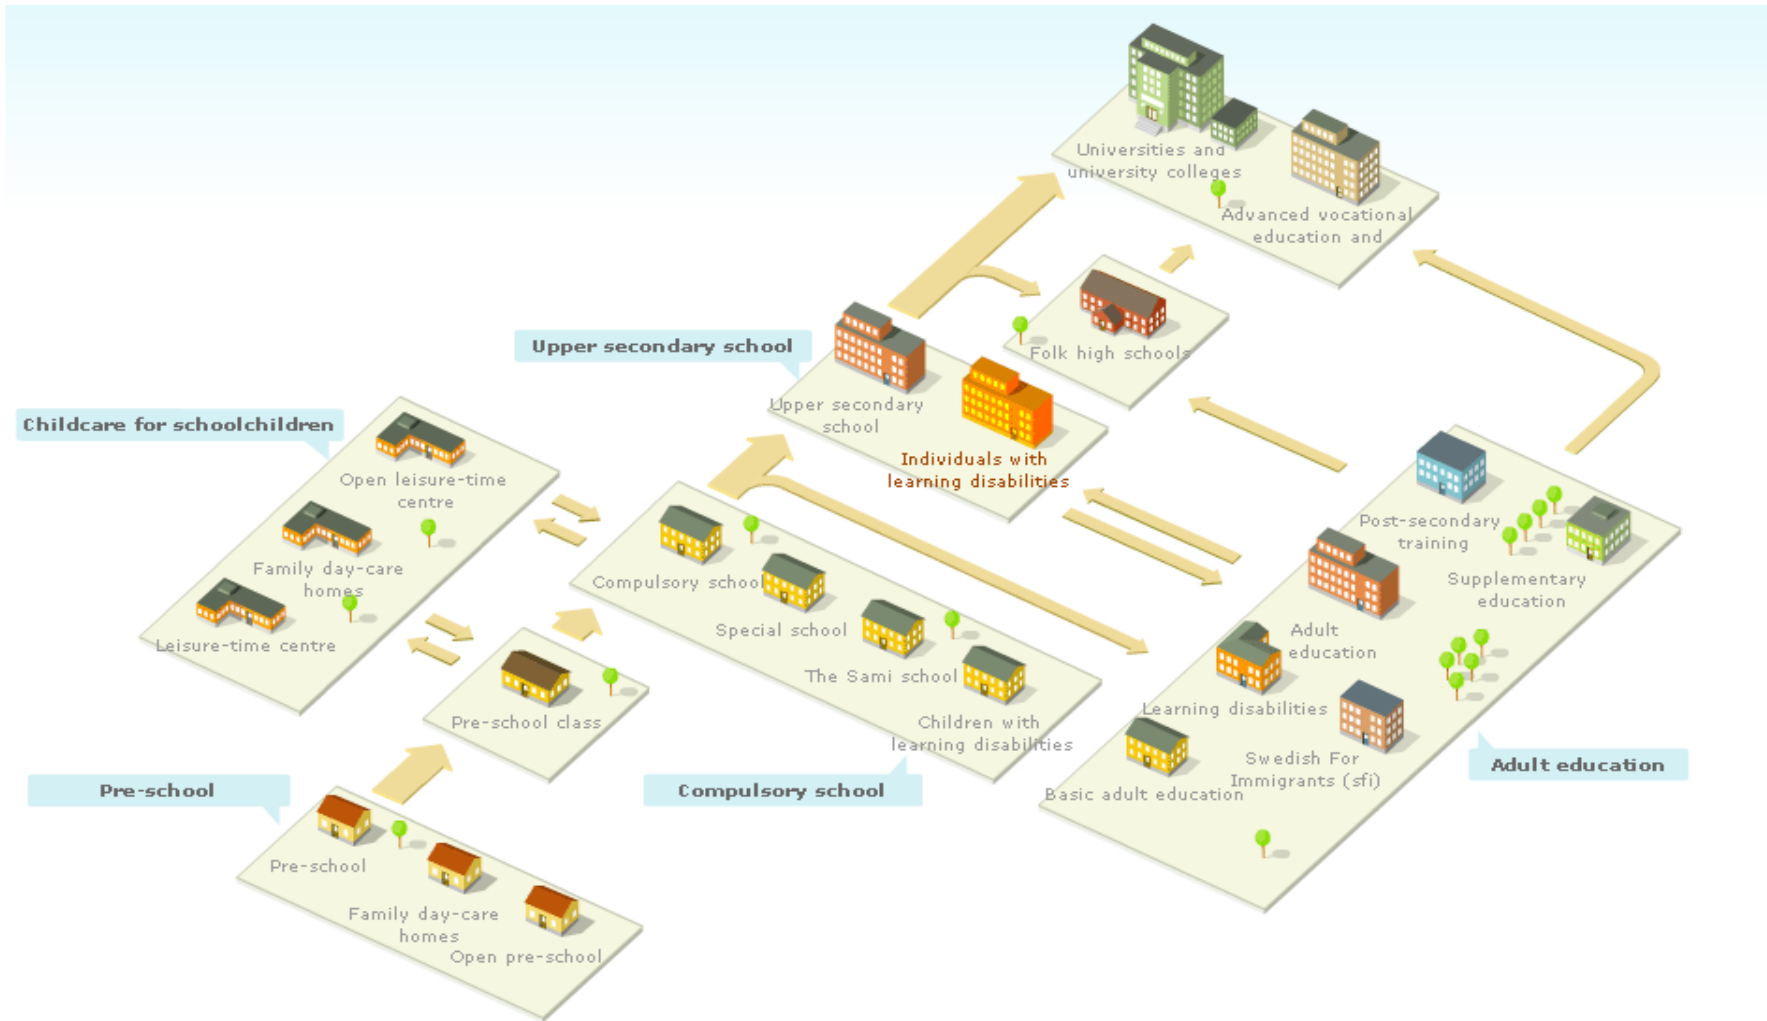 Universities and
university colleges
Advanced vocational
education and
Folk high schools
Upper secondary school
Upper secondary
school
Individuals with
learning disabilities
Childcare for schoolchildren
Open leisure-time
centre
Family day-care
homes
Leisure-time centre
Compulsory school
Special school
The Sami school
Children with
learning disabilities
Compulsory school
Pre-school class
Pre-school
Pre-school
Family day-care
homes
Open pre-school
Post-secondary
training
Supplementary
education
Adult
education
Learning disabilities
Swedish For
Immigrants (sfi)
Basic adult education
Adult education